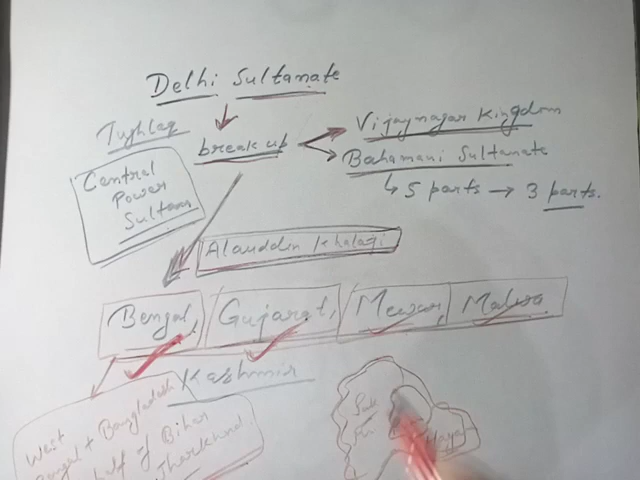 Delhi Sultanate
Tughlaq
break up
Vijaynagar Kingdom
Bahamani Sultanate
↳ 5 parts → 3 parts.
Central
Power
Sultan
Alauddin Khalagi
Bengal, Gujarat, Mewar, Malwa
Kashmir
West
Bengal + Bangladesh
half of Bihar
Jharkhand